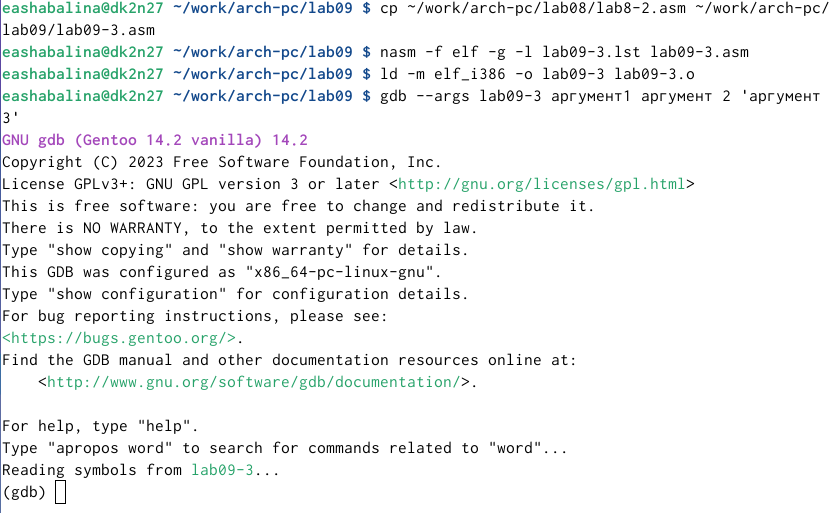 eashabalina@dk2n27 ~/work/arch-pc/lab09 $ cp ~/work/arch-pc/lab08/lab8-2.asm ~/work/arch-pc/
lab09/lab09-3.asm
eashabalina@dk2n27 ~/work/arch-pc/lab09 $ nasm -f elf -g -l lab09-3.lst lab09-3.asm
eashabalina@dk2n27 ~/work/arch-pc/lab09 $ ld -m elf_i386 -o lab09-3 lab09-3.o
eashabalina@dk2n27 ~/work/arch-pc/lab09 $ gdb --args lab09-3 аргумент1 аргумент 2 'аргумент
3'
GNU gdb (Gentoo 14.2 vanilla) 14.2
Copyright (C) 2023 Free Software Foundation, Inc.
License GPLv3+: GNU GPL version 3 or later <http://gnu.org/licenses/gpl.html>
This is free software: you are free to change and redistribute it.
There is NO WARRANTY, to the extent permitted by law.
Type "show copying" and "show warranty" for details.
This GDB was configured as "x86_64-pc-linux-gnu".
Type "show configuration" for configuration details.
For bug reporting instructions, please see:
<https://bugs.gentoo.org/>.
Find the GDB manual and other documentation resources online at:
    <http://www.gnu.org/software/gdb/documentation/>.

For help, type "help".
Type "apropos word" to search for commands related to "word"...
Reading symbols from lab09-3...
(gdb)